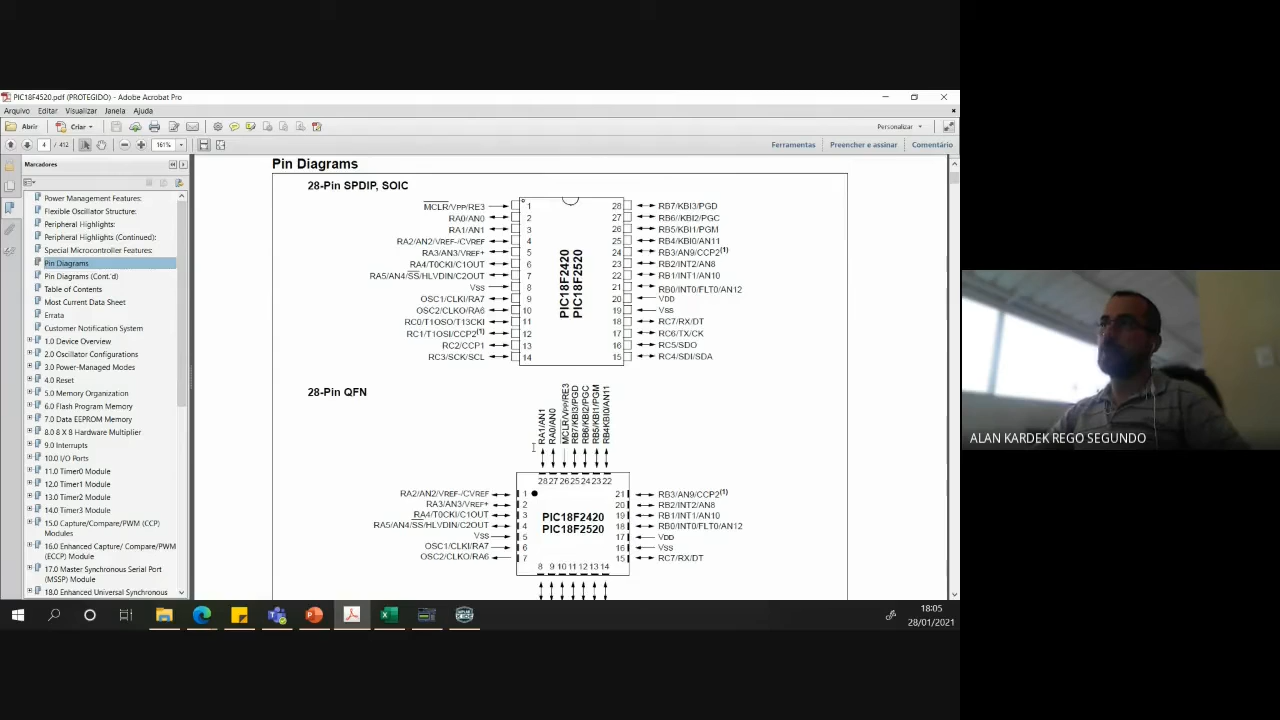 PIC18F4520.pdf (PROTEGIDO) - Adobe Acrobat Pro
Arquivo Editar Visualizar Janela Ajuda
Abrir Criar Personalizar
4 / 412 161% Ferramentas Preencher e assinar Comentário
Marcadores
Power Management Features:
Flexible Oscillator Structure:
Peripheral Highlights:
Peripheral Highlights (Continued):
Special Microcontroller Features:
Pin Diagrams
Pin Diagrams (Cont.'d)
Table of Contents
Most Current Data Sheet
Errata
Customer Notification System
1.0 Device Overview
2.0 Oscillator Configurations
3.0 Power-Managed Modes
4.0 Reset
5.0 Memory Organization
6.0 Flash Program Memory
7.0 Data EEPROM Memory
8.0 8 X 8 Hardware Multiplier
9.0 Interrupts
10.0 I/O Ports
11.0 Timer0 Module
12.0 Timer1 Module
13.0 Timer2 Module
14.0 Timer3 Module
15.0 Capture/Compare/PWM (CCP)
Modules
16.0 Enhanced Capture/ Compare/PWM
(ECCP) Module
17.0 Master Synchronous Serial Port
(MSSP) Module
18.0 Enhanced Universal Synchronous
Pin Diagrams
28-Pin SPDIP, SOIC
MCLR/VPP/RE3 1 28 RB7/KBI3/PGD
RA0/AN0 2 27 RB6//KBI2/PGC
RA1/AN1 3 26 RB5/KBI1/PGM
RA2/AN2/VREF-/CVREF 4 25 RB4/KBI0/AN11
RA3/AN3/VREF+ 5 24 RB3/AN9/CCP2(1)
RA4/T0CKI/C1OUT 6 23 RB2/INT2/AN8
RA5/AN4/SS/HLVDIN/C2OUT 7 22 RB1/INT1/AN10
VSS 8 21 RB0/INT0/FLT0/AN12
OSC1/CLKI/RA7 9 20 VDD
OSC2/CLKO/RA6 10 19 VSS
RC0/T1OSO/T13CKI 11 18 RC7/RX/DT
RC1/T1OSI/CCP2(1) 12 17 RC6/TX/CK
RC2/CCP1 13 16 RC5/SDO
RC3/SCK/SCL 14 15 RC4/SDI/SDA
PIC18F2420
PIC18F2520
28-Pin QFN
RA1/AN1
RA0/AN0
MCLR/VPP/RE3
RB7/KBI3/PGD
RB6/KBI2/PGC
RB5/KBI1/PGM
RB4KBI0/AN11
28 27 26 25 24 23 22
RA2/AN2/VREF-/CVREF 1 21 RB3/AN9/CCP2(1)
RA3/AN3/VREF+ 2 20 RB2/INT2/AN8
RA4/T0CKI/C1OUT 3 19 RB1/INT1/AN10
RA5/AN4/SS/HLVDIN/C2OUT 4 18 RB0/INT0/FLT0/AN12
VSS 5 17 VDD
OSC1/CLKI/RA7 6 16 VSS
OSC2/CLKO/RA6 7 15 RC7/RX/DT
PIC18F2420
PIC18F2520
8 9 10 11 12 13 14
18:05
28/01/2021
ALAN KARDEK REGO SEGUNDO